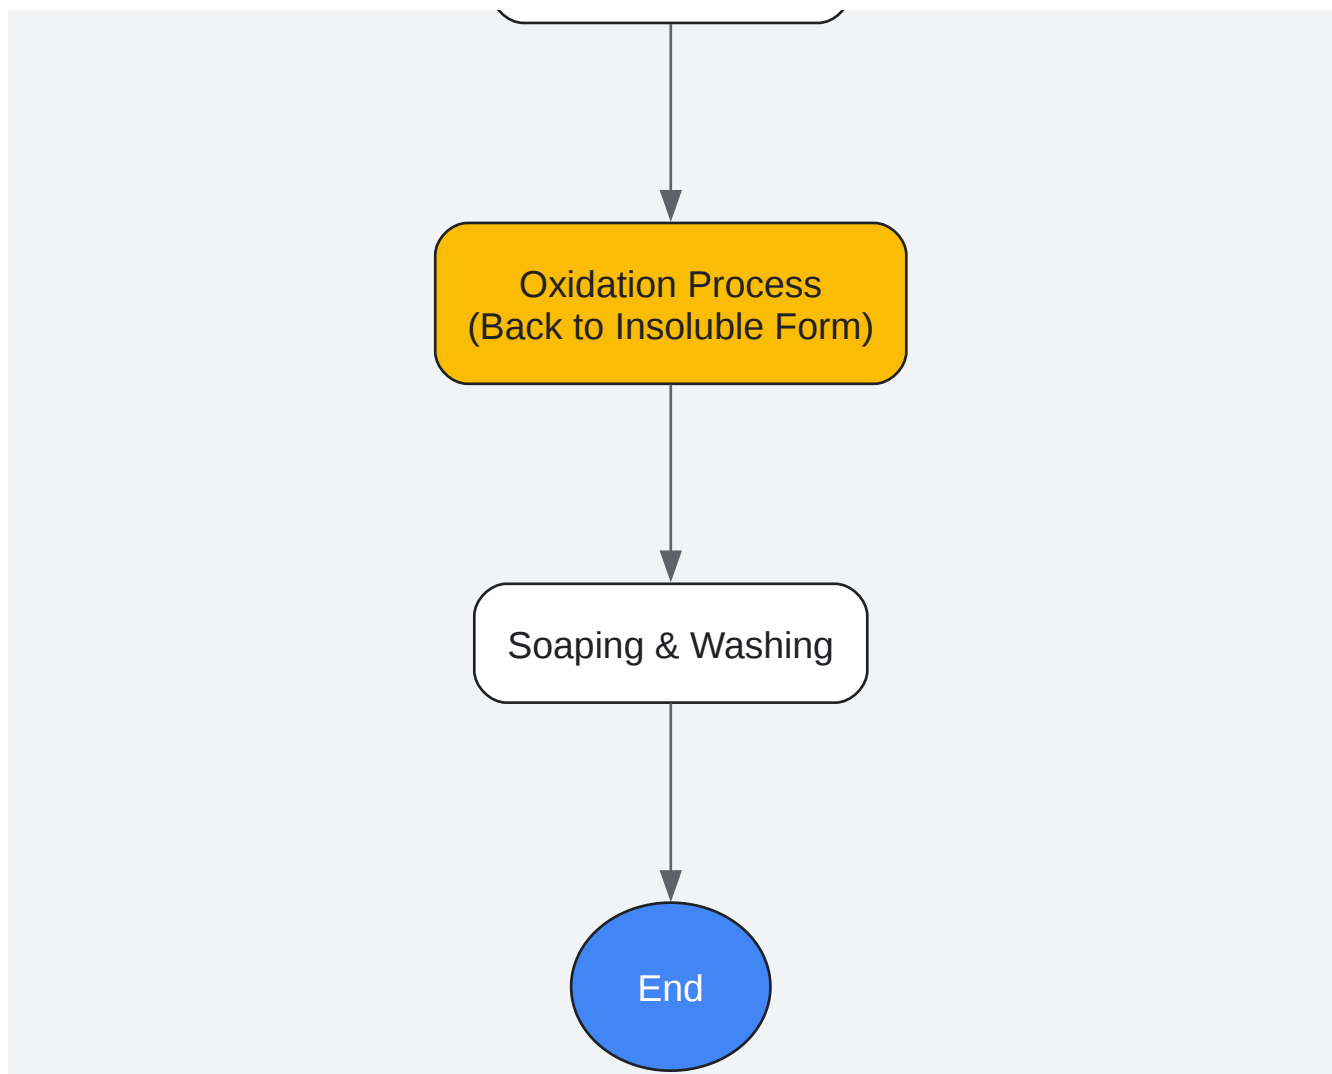 Oxidation Process
(Back to Insoluble Form)
Soaping & Washing
End